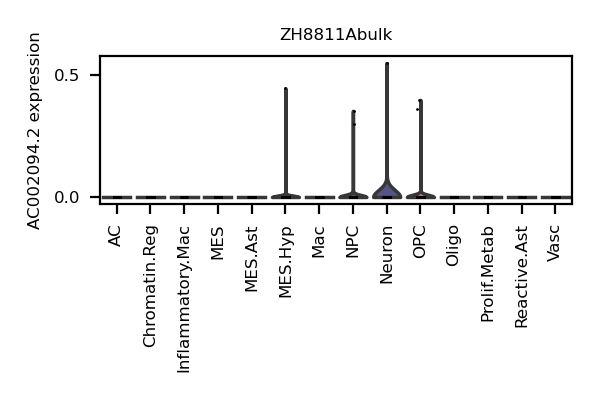 ZH8811Abulk
AC002094.2 expression
0.5
0.0
AC
Chromatin.Reg
Inflammatory.Mac
MES
MES.Ast
MES.Hyp
Mac
NPC
Neuron
OPC
Oligo
Prolif.Metab
Reactive.Ast
Vasc